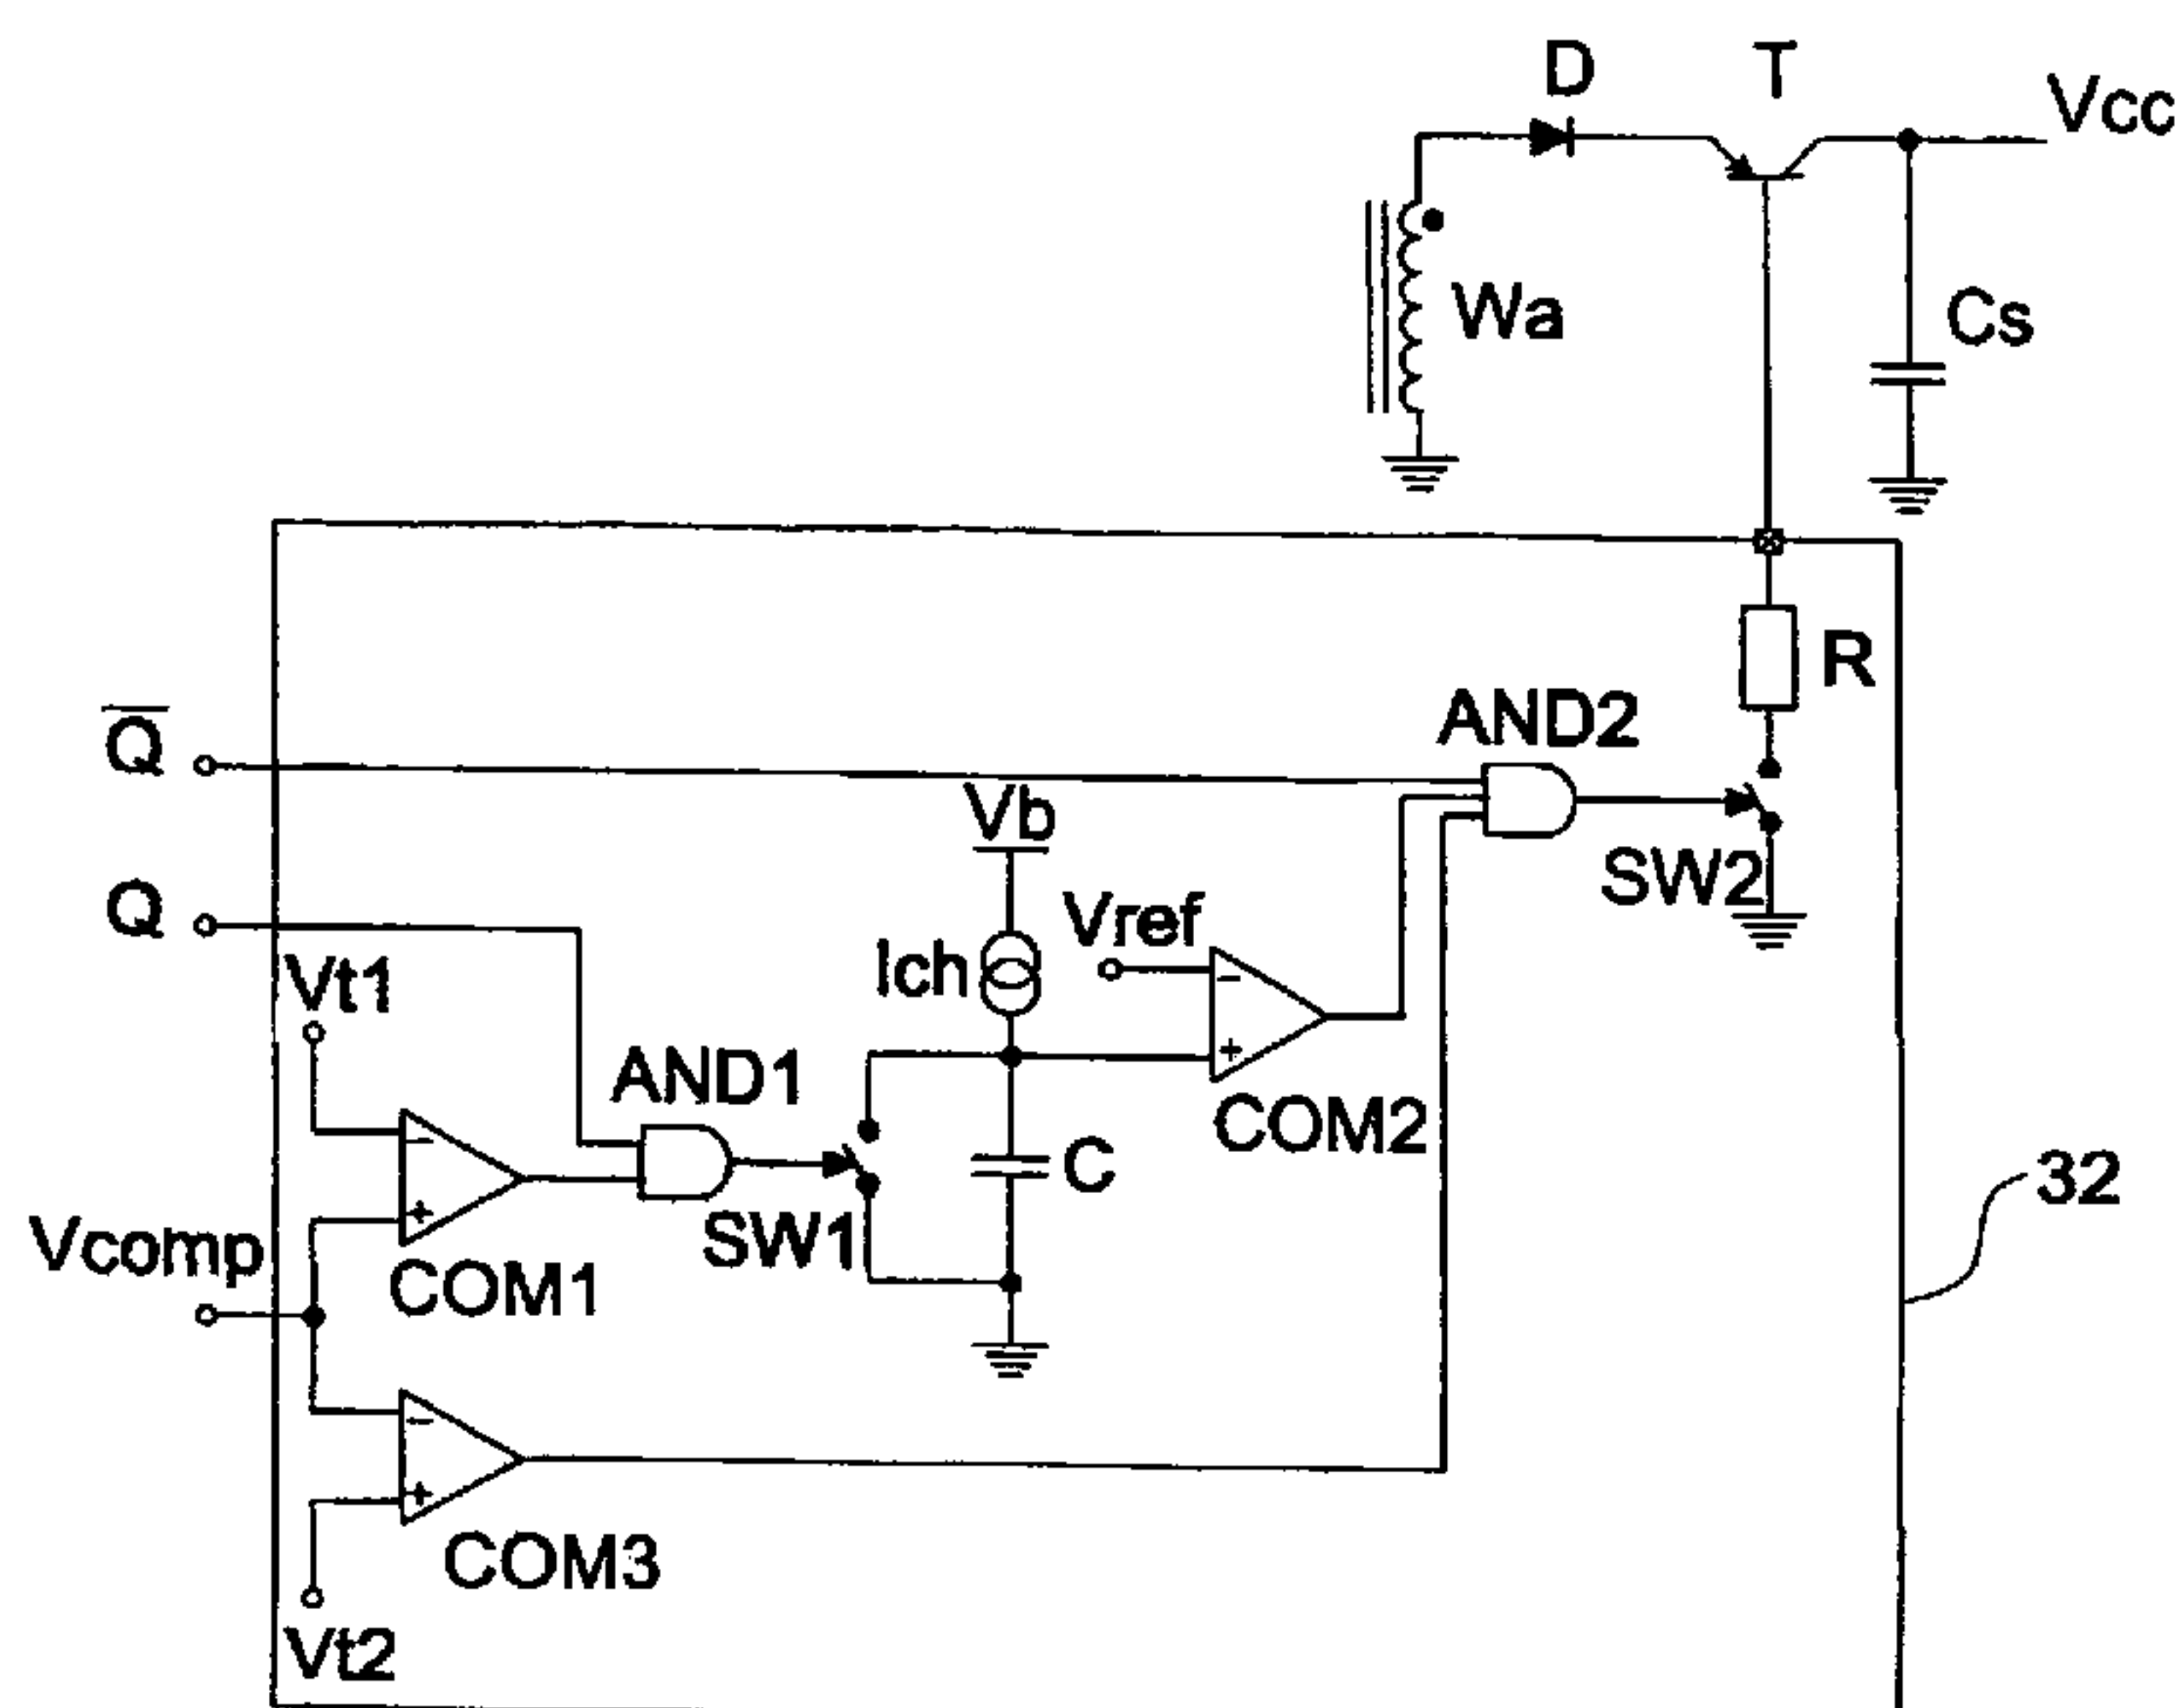 D
T
Vcc
Wa
Cs
R
AND2
Q̅
Vb
SW2
Q
Vref
Ich
Vt1
−
AND1
+
COM2
−
C
32
+
SW1
Vcomp
COM1
−
+
COM3
Vt2